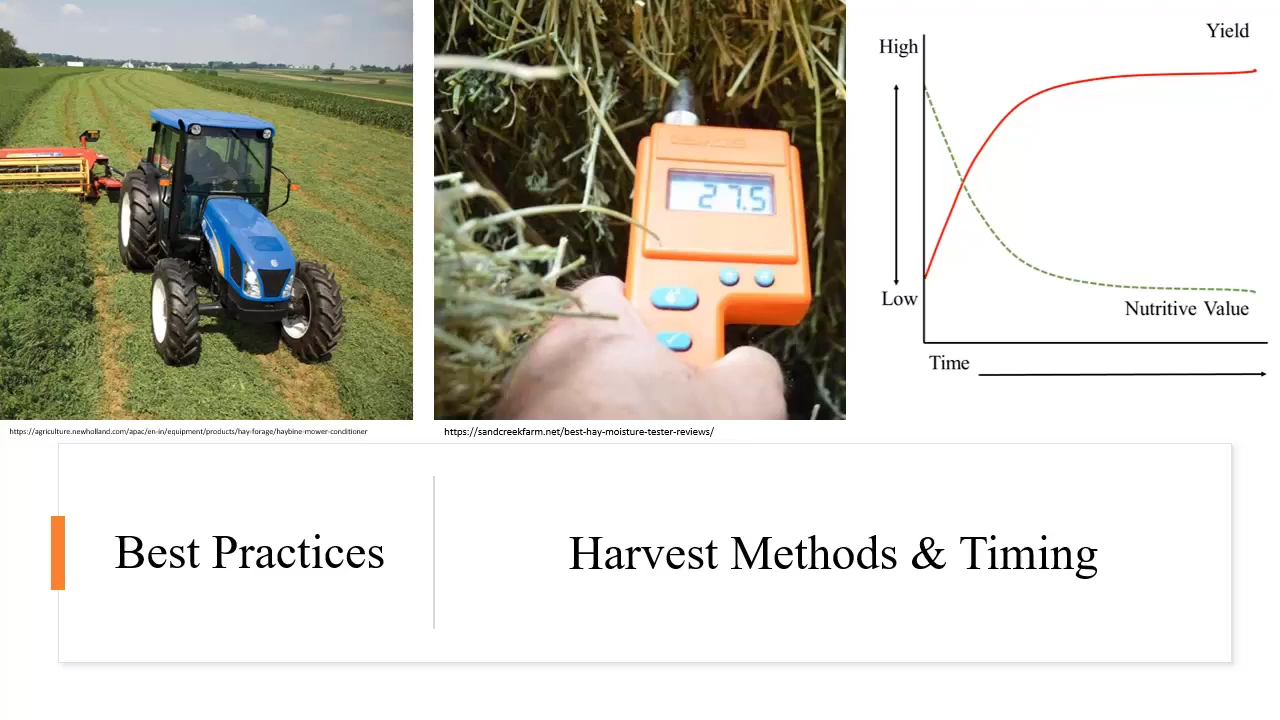 27.5
Yield
High
Low
Nutritive Value
Time
https://agriculture.newholland.com/apac/en-in/equipment/products/hay-forage/haybine-mower-conditioner
https://sandcreekfarm.net/best-hay-moisture-tester-reviews/
Best Practices
Harvest Methods & Timing